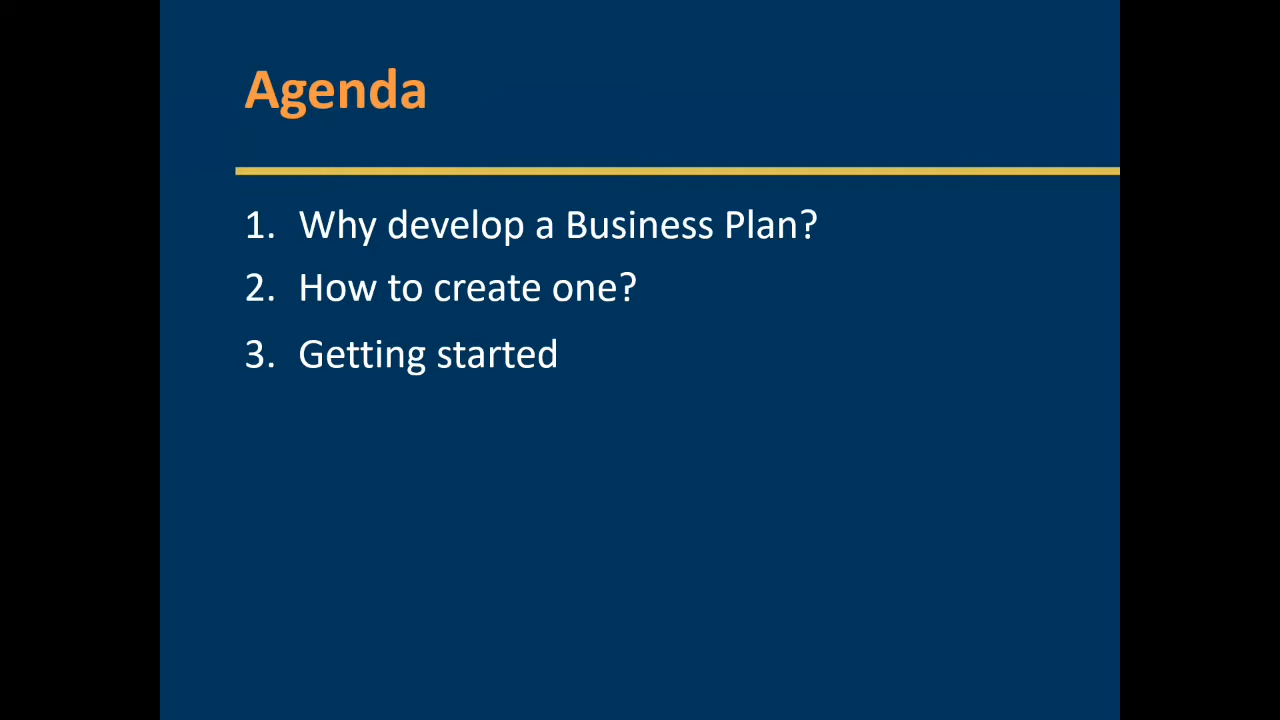 Agenda
1. Why develop a Business Plan?
2. How to create one?
3. Getting started